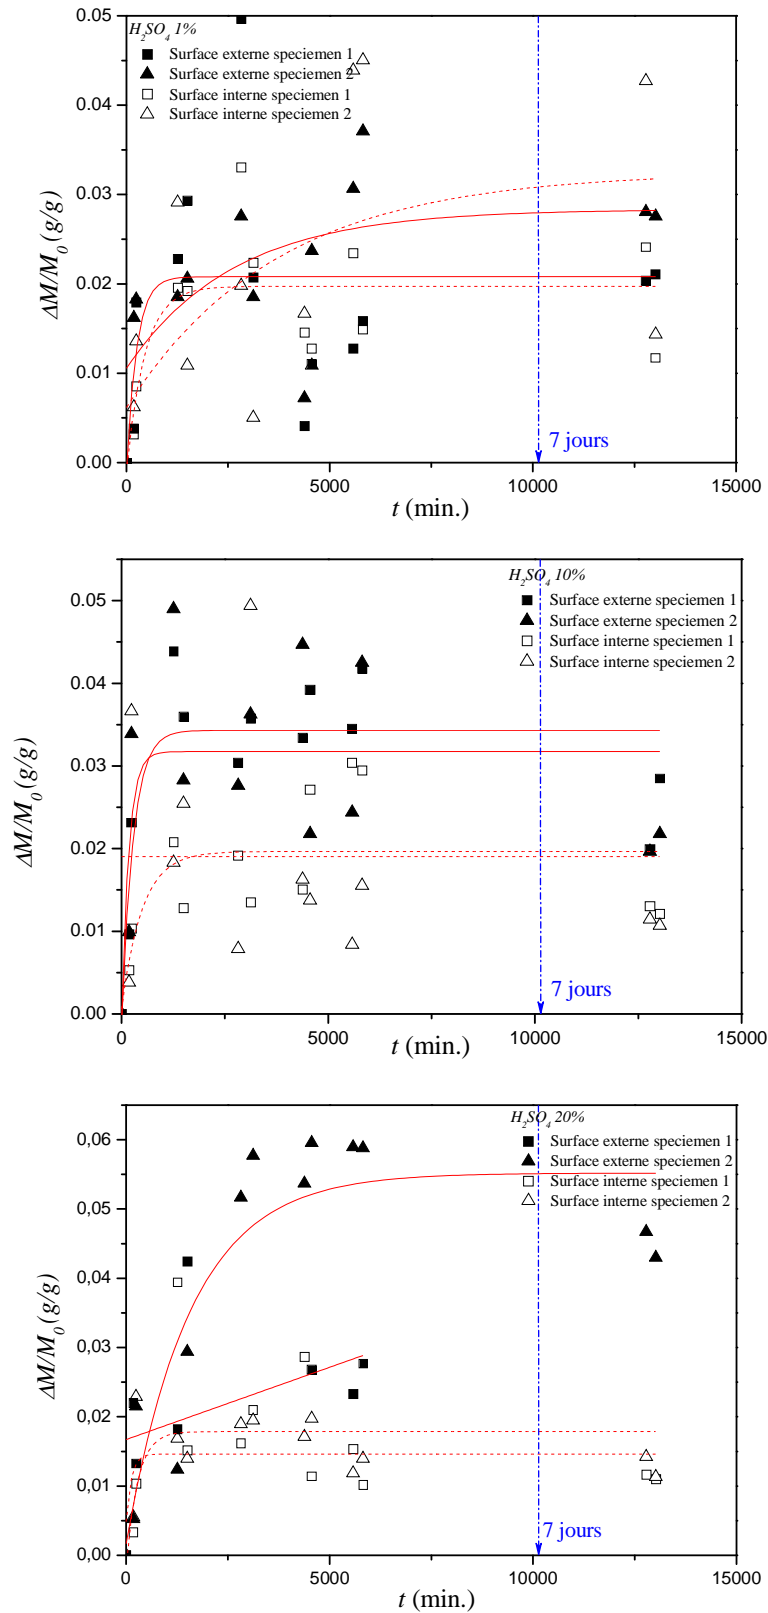 H₂SO₄ 1%
Surface externe speciemen 1
Surface externe speciemen 2
Surface interne speciemen 1
Surface interne speciemen 2
0.05
0.04
0.03
0.02
0.01
0.00
ΔM/M₀ (g/g)
7 jours
0 5000 10000 15000
t (min.)
H₂SO₄ 10%
Surface externe speciemen 1
Surface externe speciemen 2
Surface interne speciemen 1
Surface interne speciemen 2
0.05
0.04
0.03
0.02
0.01
0.00
ΔM/M₀ (g/g)
7 jours
0 5000 10000 15000
t (min.)
H₂SO₄ 20%
Surface externe speciemen 1
Surface externe speciemen 2
Surface interne speciemen 1
Surface interne speciemen 2
0,06
0,05
0,04
0,03
0,02
0,01
0,00
ΔM/M₀ (g/g)
7 jours
0 5000 10000 15000
t (min.)